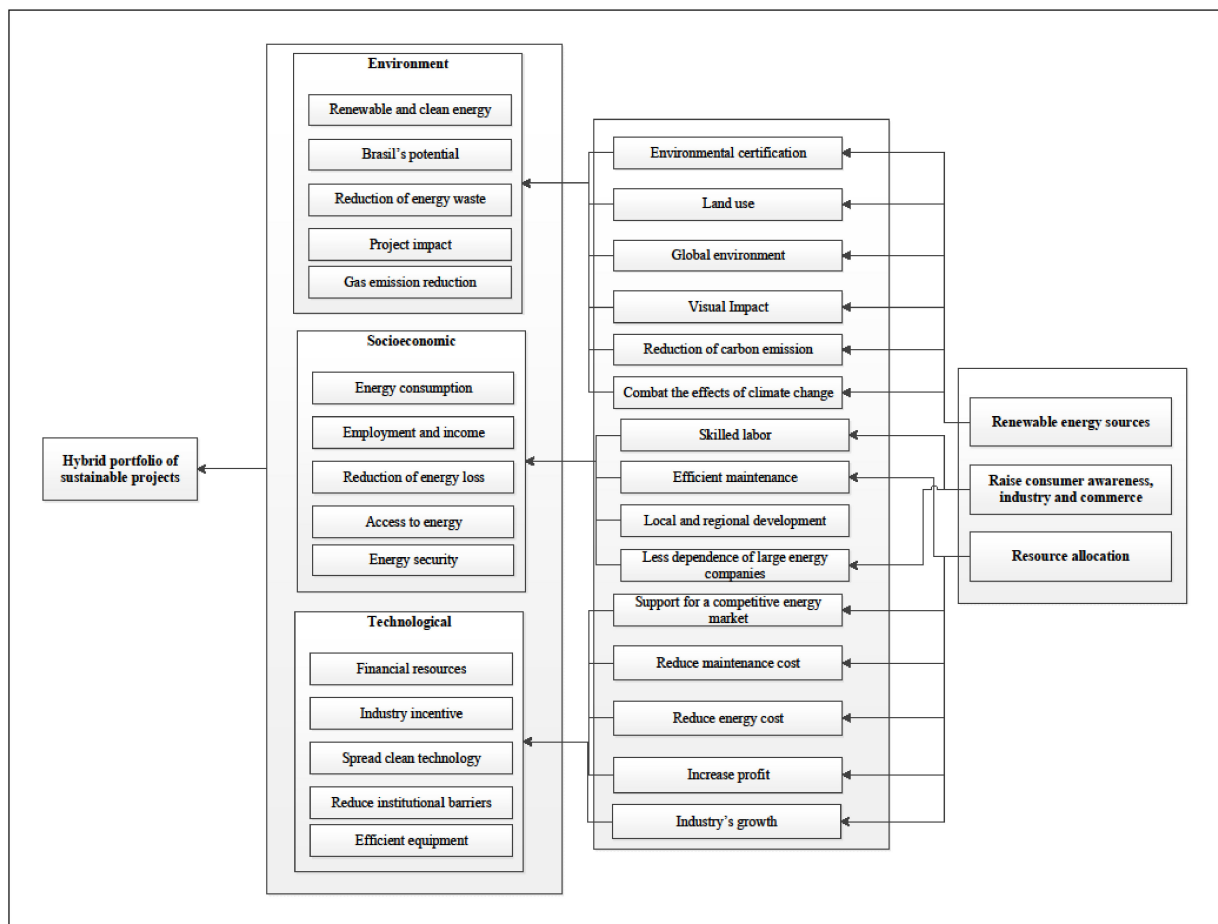 Hybrid portfolio of
sustainable projects
Environment
Renewable and clean energy
Brasil's potential
Reduction of energy waste
Project impact
Gas emission reduction
Socioeconomic
Energy consumption
Employment and income
Reduction of energy loss
Access to energy
Energy security
Technological
Financial resources
Industry incentive
Spread clean technology
Reduce institutional barriers
Efficient equipment
Environmental certification
Land use
Global environment
Visual Impact
Reduction of carbon emission
Combat the effects of climate change
Skilled labor
Efficient maintenance
Local and regional development
Less dependence of large energy
companies
Support for a competitive energy
market
Reduce maintenance cost
Reduce energy cost
Increase profit
Industry's growth
Renewable energy sources
Raise consumer awareness,
industry and commerce
Resource allocation